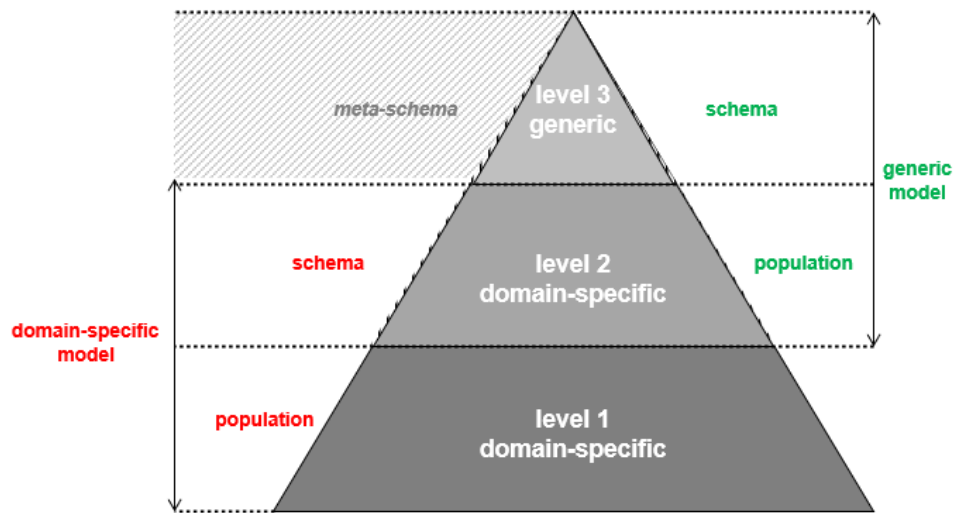 meta-schema
level 3
generic
schema
generic
model
schema
level 2
domain-specific
population
domain-specific
model
population
level 1
domain-specific